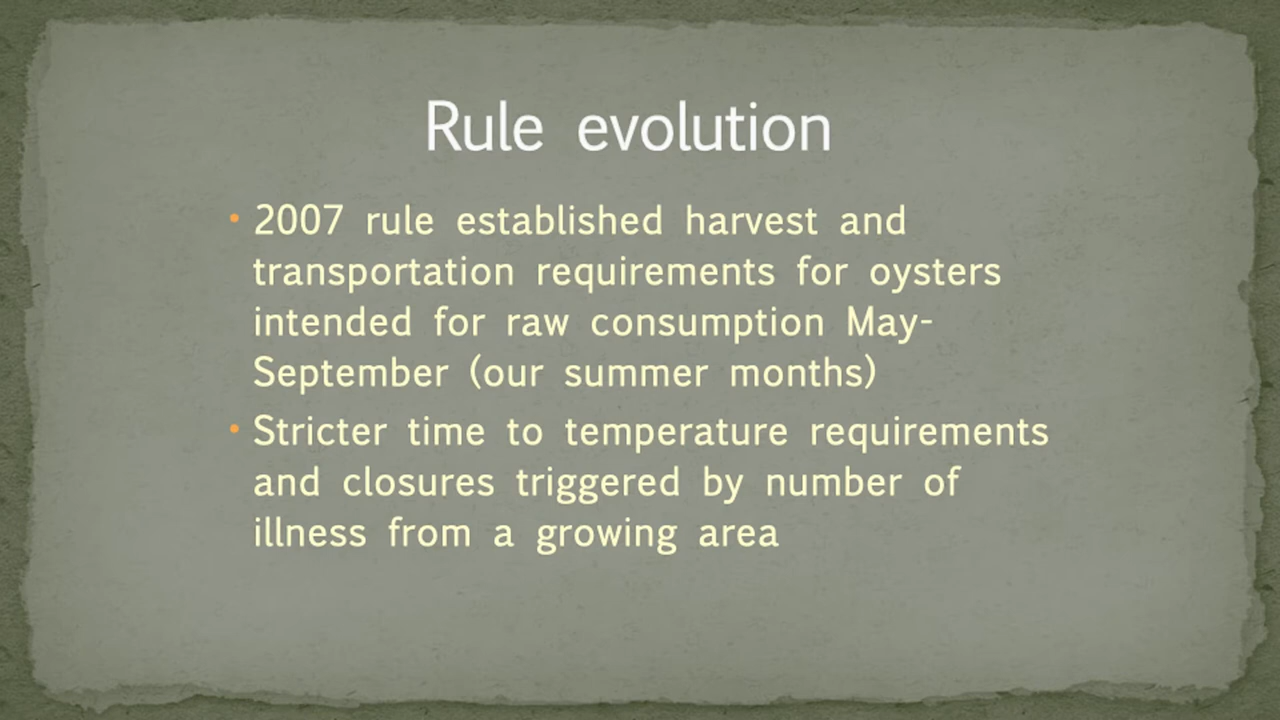 Rule evolution
• 2007 rule established harvest and
transportation requirements for oysters
intended for raw consumption May-
September (our summer months)
• Stricter time to temperature requirements
and closures triggered by number of
illness from a growing area